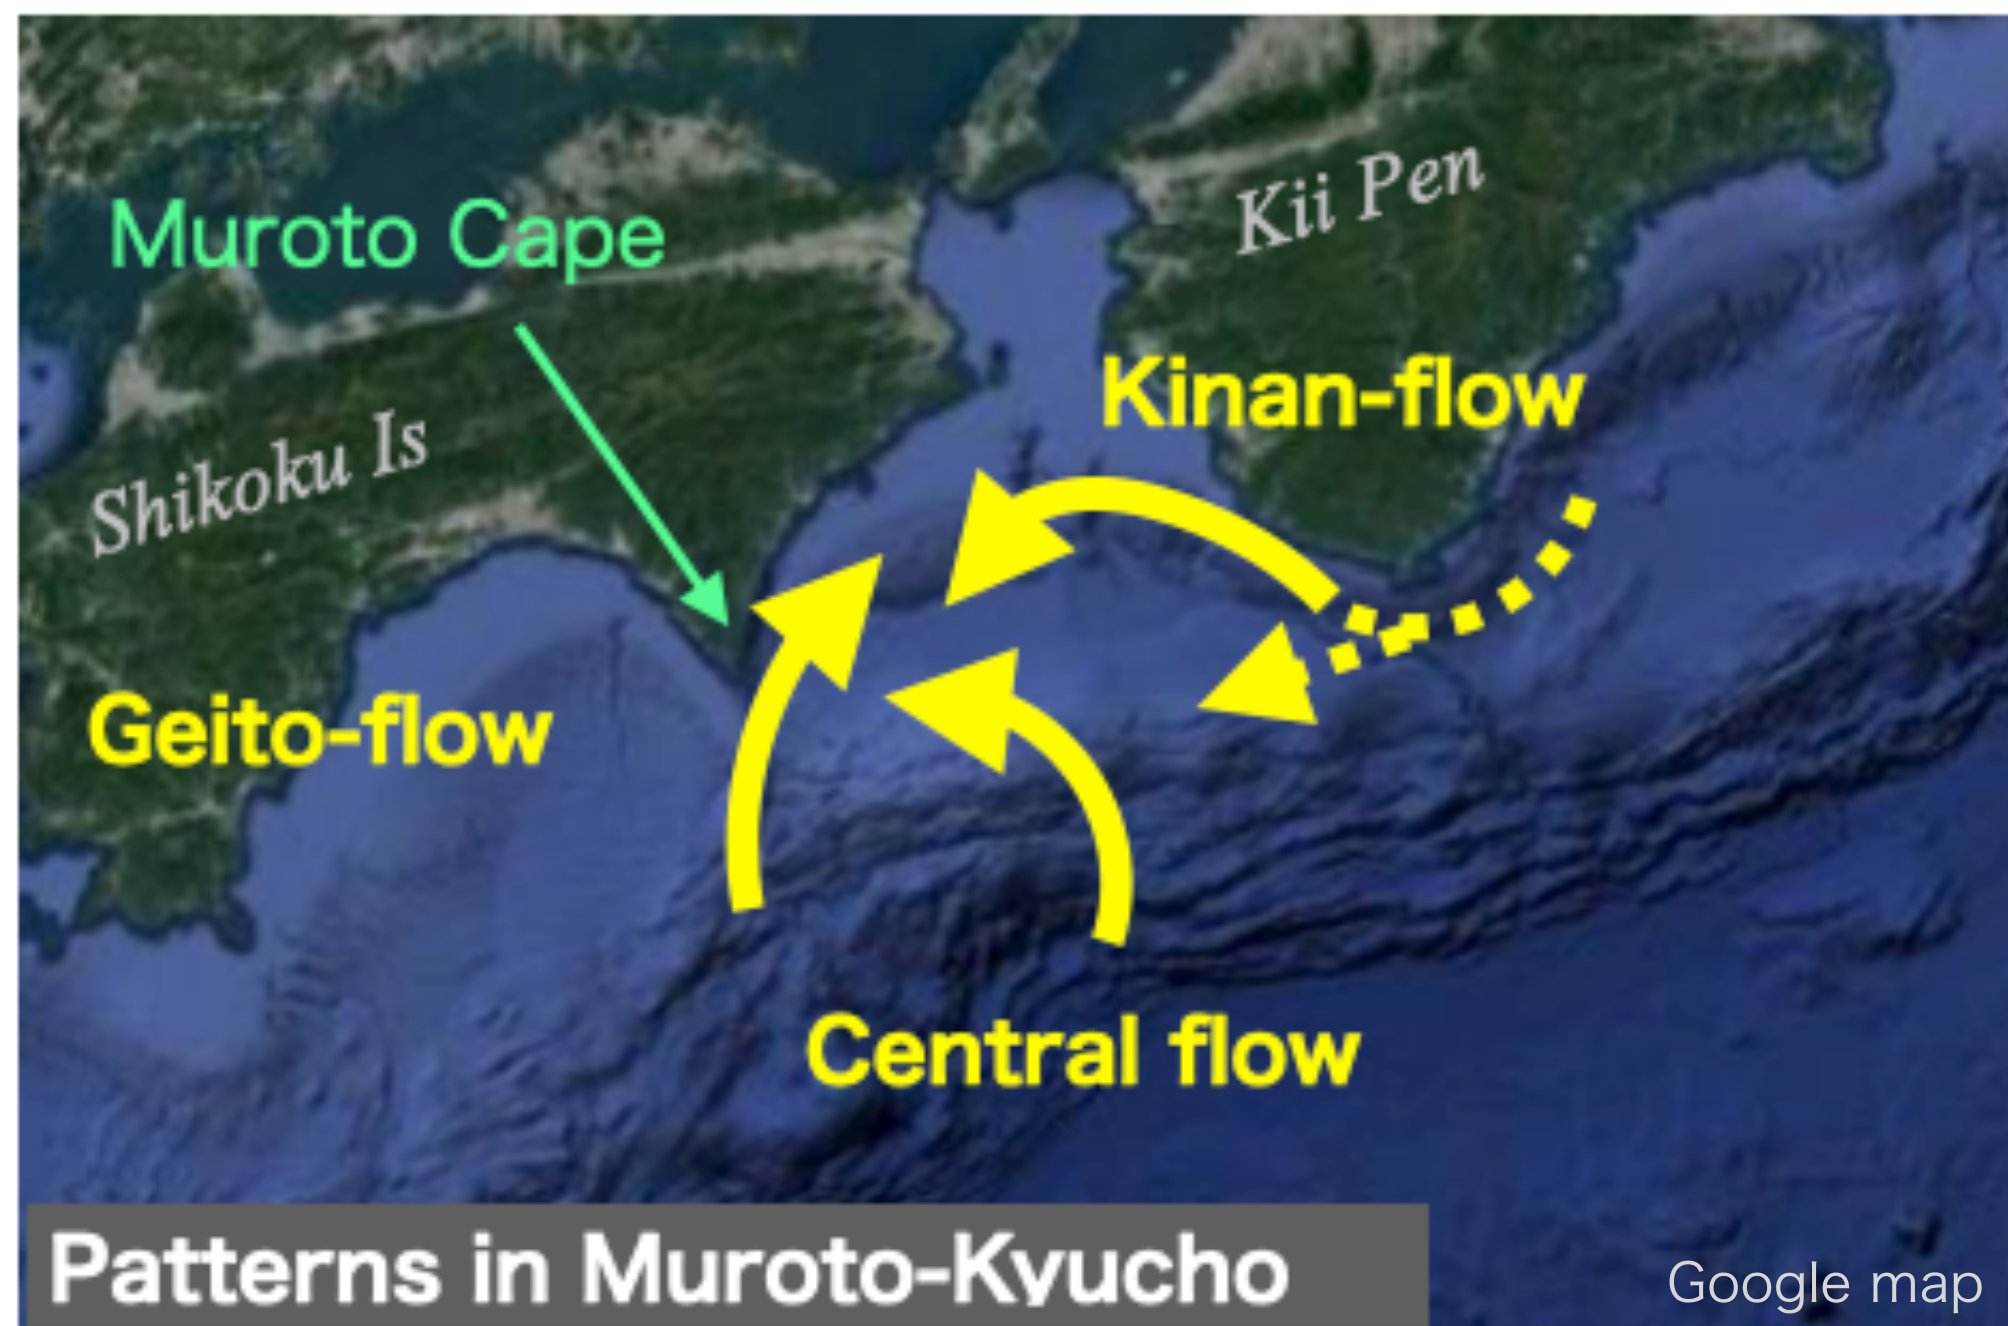 Kii Pen
Muroto Cape
Kinan-flow
Shikoku Is
Geito-flow
Central flow
Patterns in Muroto-Kyucho
Google map